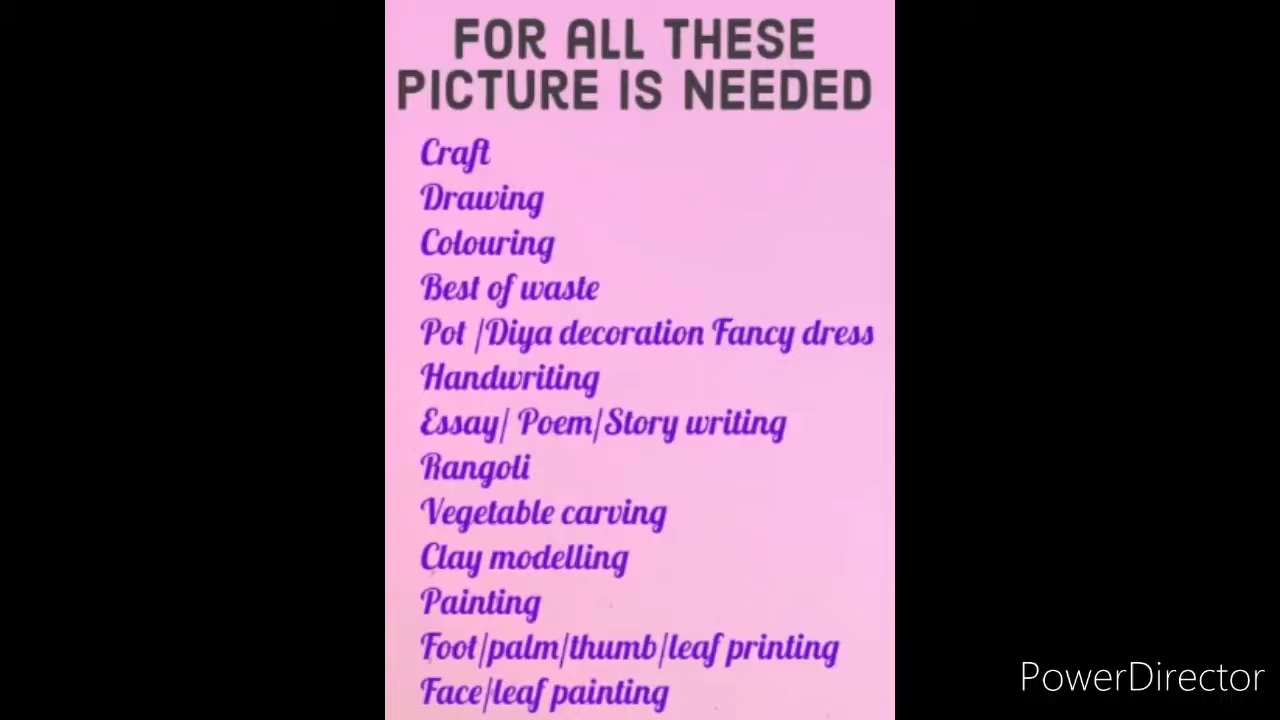 FOR ALL THESE
PICTURE IS NEEDED
Craft
Drawing
Colouring
Best of waste
Pot /Diya decoration Fancy dress
Handwriting
Essay/ Poem/Story writing
Rangoli
Vegetable carving
Clay modelling
Painting
Foot/palm/thumb/leaf printing
Face/leaf painting
PowerDirector